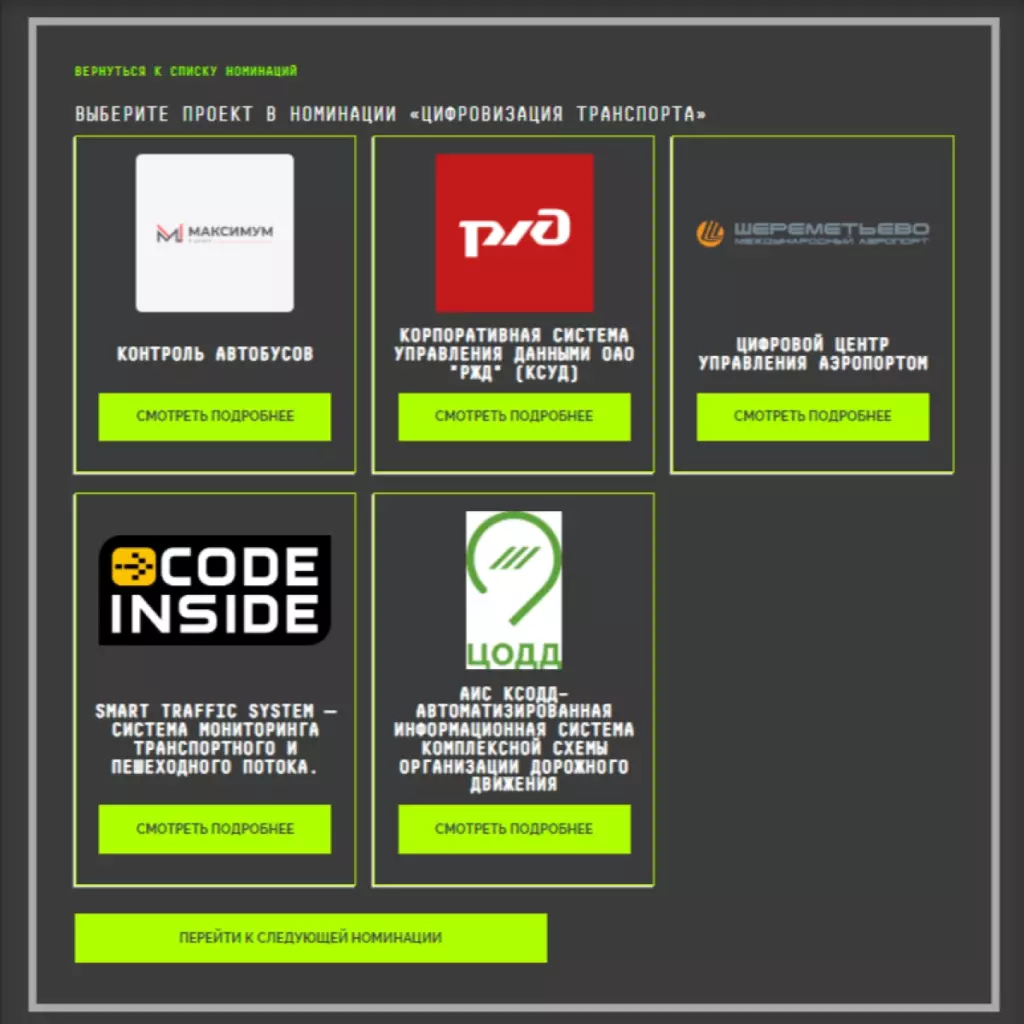 ВЕРНУТЬСЯ К СПИСКУ НОМИНАЦИЙ
ВЫБЕРИТЕ ПРОЕКТ В НОМИНАЦИИ «ЦИФРОВИЗАЦИЯ ТРАНСПОРТА»
МАКСИМУМ
КОНТРОЛЬ АВТОБУСОВ
СМОТРЕТЬ ПОДРОБНЕЕ
РЖД
КОРПОРАТИВНАЯ СИСТЕМА
УПРАВЛЕНИЯ ДАННЫМИ ОАО
"РЖД" (КСУД)
СМОТРЕТЬ ПОДРОБНЕЕ
ШЕРЕМЕТЬЕВО
МЕЖДУНАРОДНЫЙ АЭРОПОРТ
ЦИФРОВОЙ ЦЕНТР
УПРАВЛЕНИЯ АЭРОПОРТОМ
СМОТРЕТЬ ПОДРОБНЕЕ
CODE
INSIDE
SMART TRAFFIC SYSTEM —
СИСТЕМА МОНИТОРИНГА
ТРАНСПОРТНОГО И
ПЕШЕХОДНОГО ПОТОКА.
СМОТРЕТЬ ПОДРОБНЕЕ
ЦОДД
АИС КСОДД-
АВТОМАТИЗИРОВАННАЯ
ИНФОРМАЦИОННАЯ СИСТЕМА
КОМПЛЕКСНОЙ СХЕМЫ
ОРГАНИЗАЦИИ ДОРОЖНОГО
ДВИЖЕНИЯ
СМОТРЕТЬ ПОДРОБНЕЕ
ПЕРЕЙТИ К СЛЕДУЮЩЕЙ НОМИНАЦИИ